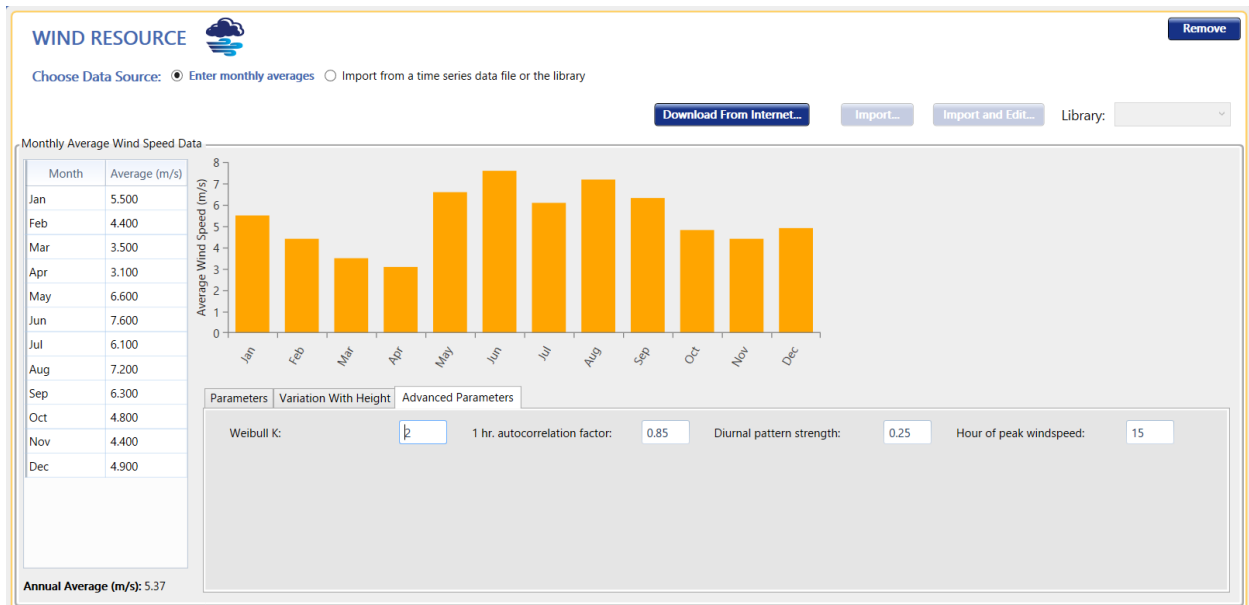 WIND RESOURCE
Remove
Choose Data Source: Enter monthly averages Import from a time series data file or the library
Download From Internet... Import... Import and Edit... Library:
Monthly Average Wind Speed Data
Month Average (m/s)
Jan 5.500
Feb 4.400
Mar 3.500
Apr 3.100
May 6.600
Jun 7.600
Jul 6.100
Aug 7.200
Sep 6.300
Oct 4.800
Nov 4.400
Dec 4.900
Annual Average (m/s): 5.37
Average Wind Speed (m/s)
8
7
6
5
4
3
2
1
0
Jan Feb Mar Apr May Jun Jul Aug Sep Oct Nov Dec
Parameters Variation With Height Advanced Parameters
Weibull K: 2 1 hr. autocorrelation factor: 0.85 Diurnal pattern strength: 0.25 Hour of peak windspeed: 15